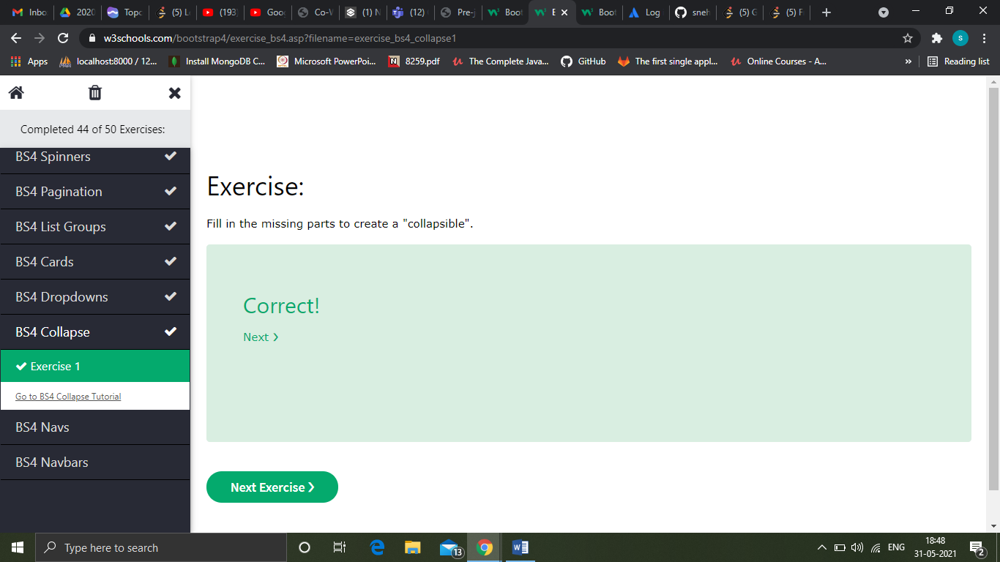 Inbo
2020
Topc
(5) L
(193)
Goo
Co-V
(1) N
(12)
Pre-j
Boot
E
Boot
Log
sneh
(5) G
(5) F
w3schools.com/bootstrap4/exercise_bs4.asp?filename=exercise_bs4_collapse1
s
Apps
localhost:8000 / 12...
Install MongoDB C...
Microsoft PowerPoi...
8259.pdf
The Complete Java...
GitHub
The first single appl...
Online Courses - A...
»
Reading list
Completed 44 of 50 Exercises:
BS4 Spinners
BS4 Pagination
BS4 List Groups
BS4 Cards
BS4 Dropdowns
BS4 Collapse
Exercise 1
Go to BS4 Collapse Tutorial
BS4 Navs
BS4 Navbars
Exercise:
Fill in the missing parts to create a "collapsible".
Correct!
Next ❯
Next Exercise ❯
Type here to search
13
ENG
18:48
31-05-2021
2